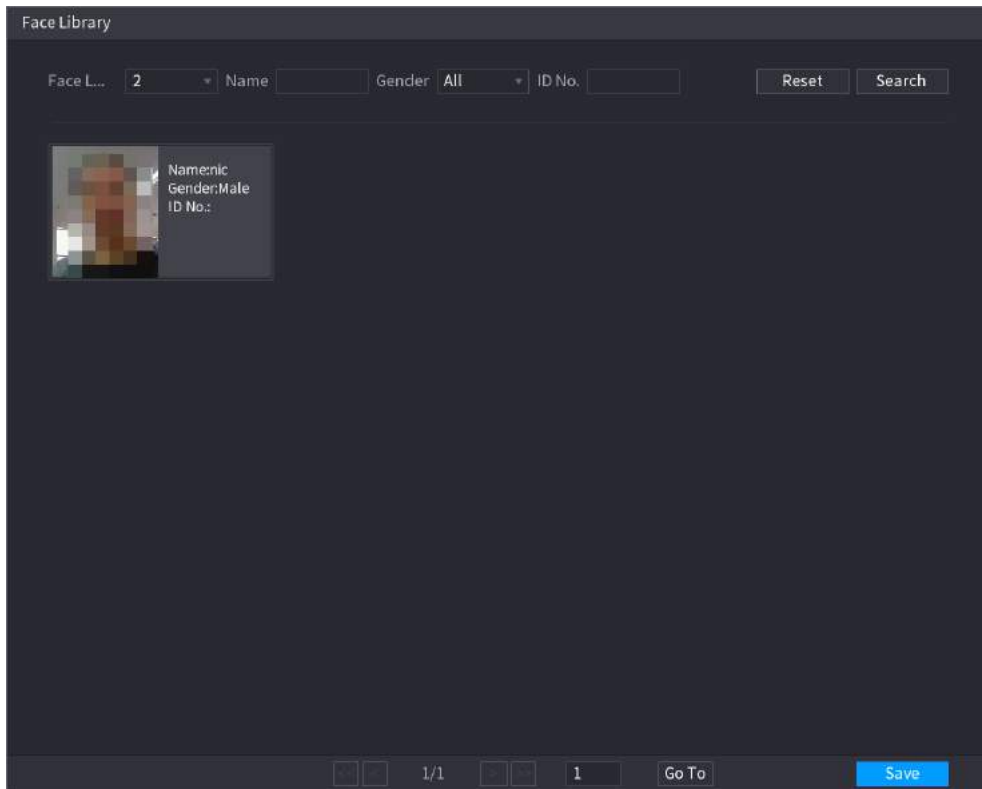 Face Library
Face L... 2 Name Gender All ID No. Reset Search
Name:nic
Gender:Male
ID No.:
1/1 1 Go To Save